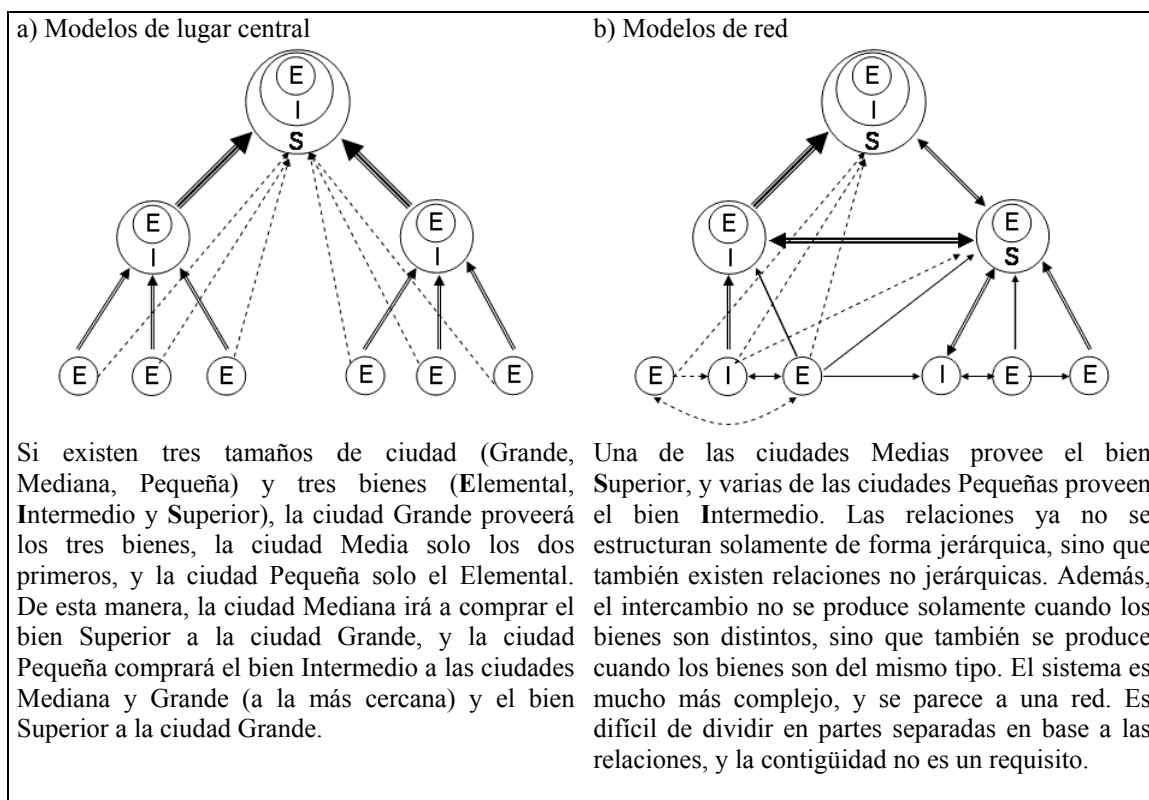 a) Modelos de lugar central
E
I
S
E
I
E
I
E
E
E
E
E
E
Si existen tres tamaños de ciudad (Grande,
Mediana, Pequeña) y tres bienes (Elemental,
Intermedio y Superior), la ciudad Grande proveerá
los tres bienes, la ciudad Media solo los dos
primeros, y la ciudad Pequeña solo el Elemental.
De esta manera, la ciudad Mediana irá a comprar el
bien Superior a la ciudad Grande, y la ciudad
Pequeña comprará el bien Intermedio a las ciudades
Mediana y Grande (a la más cercana) y el bien
Superior a la ciudad Grande.
b) Modelos de red
E
I
S
E
I
E
S
E
I
E
I
E
E
Una de las ciudades Medias provee el bien
Superior, y varias de las ciudades Pequeñas proveen
el bien Intermedio. Las relaciones ya no se
estructuran solamente de forma jerárquica, sino que
también existen relaciones no jerárquicas. Además,
el intercambio no se produce solamente cuando los
bienes son distintos, sino que también se produce
cuando los bienes son del mismo tipo. El sistema es
mucho más complejo, y se parece a una red. Es
difícil de dividir en partes separadas en base a las
relaciones, y la contigüidad no es un requisito.